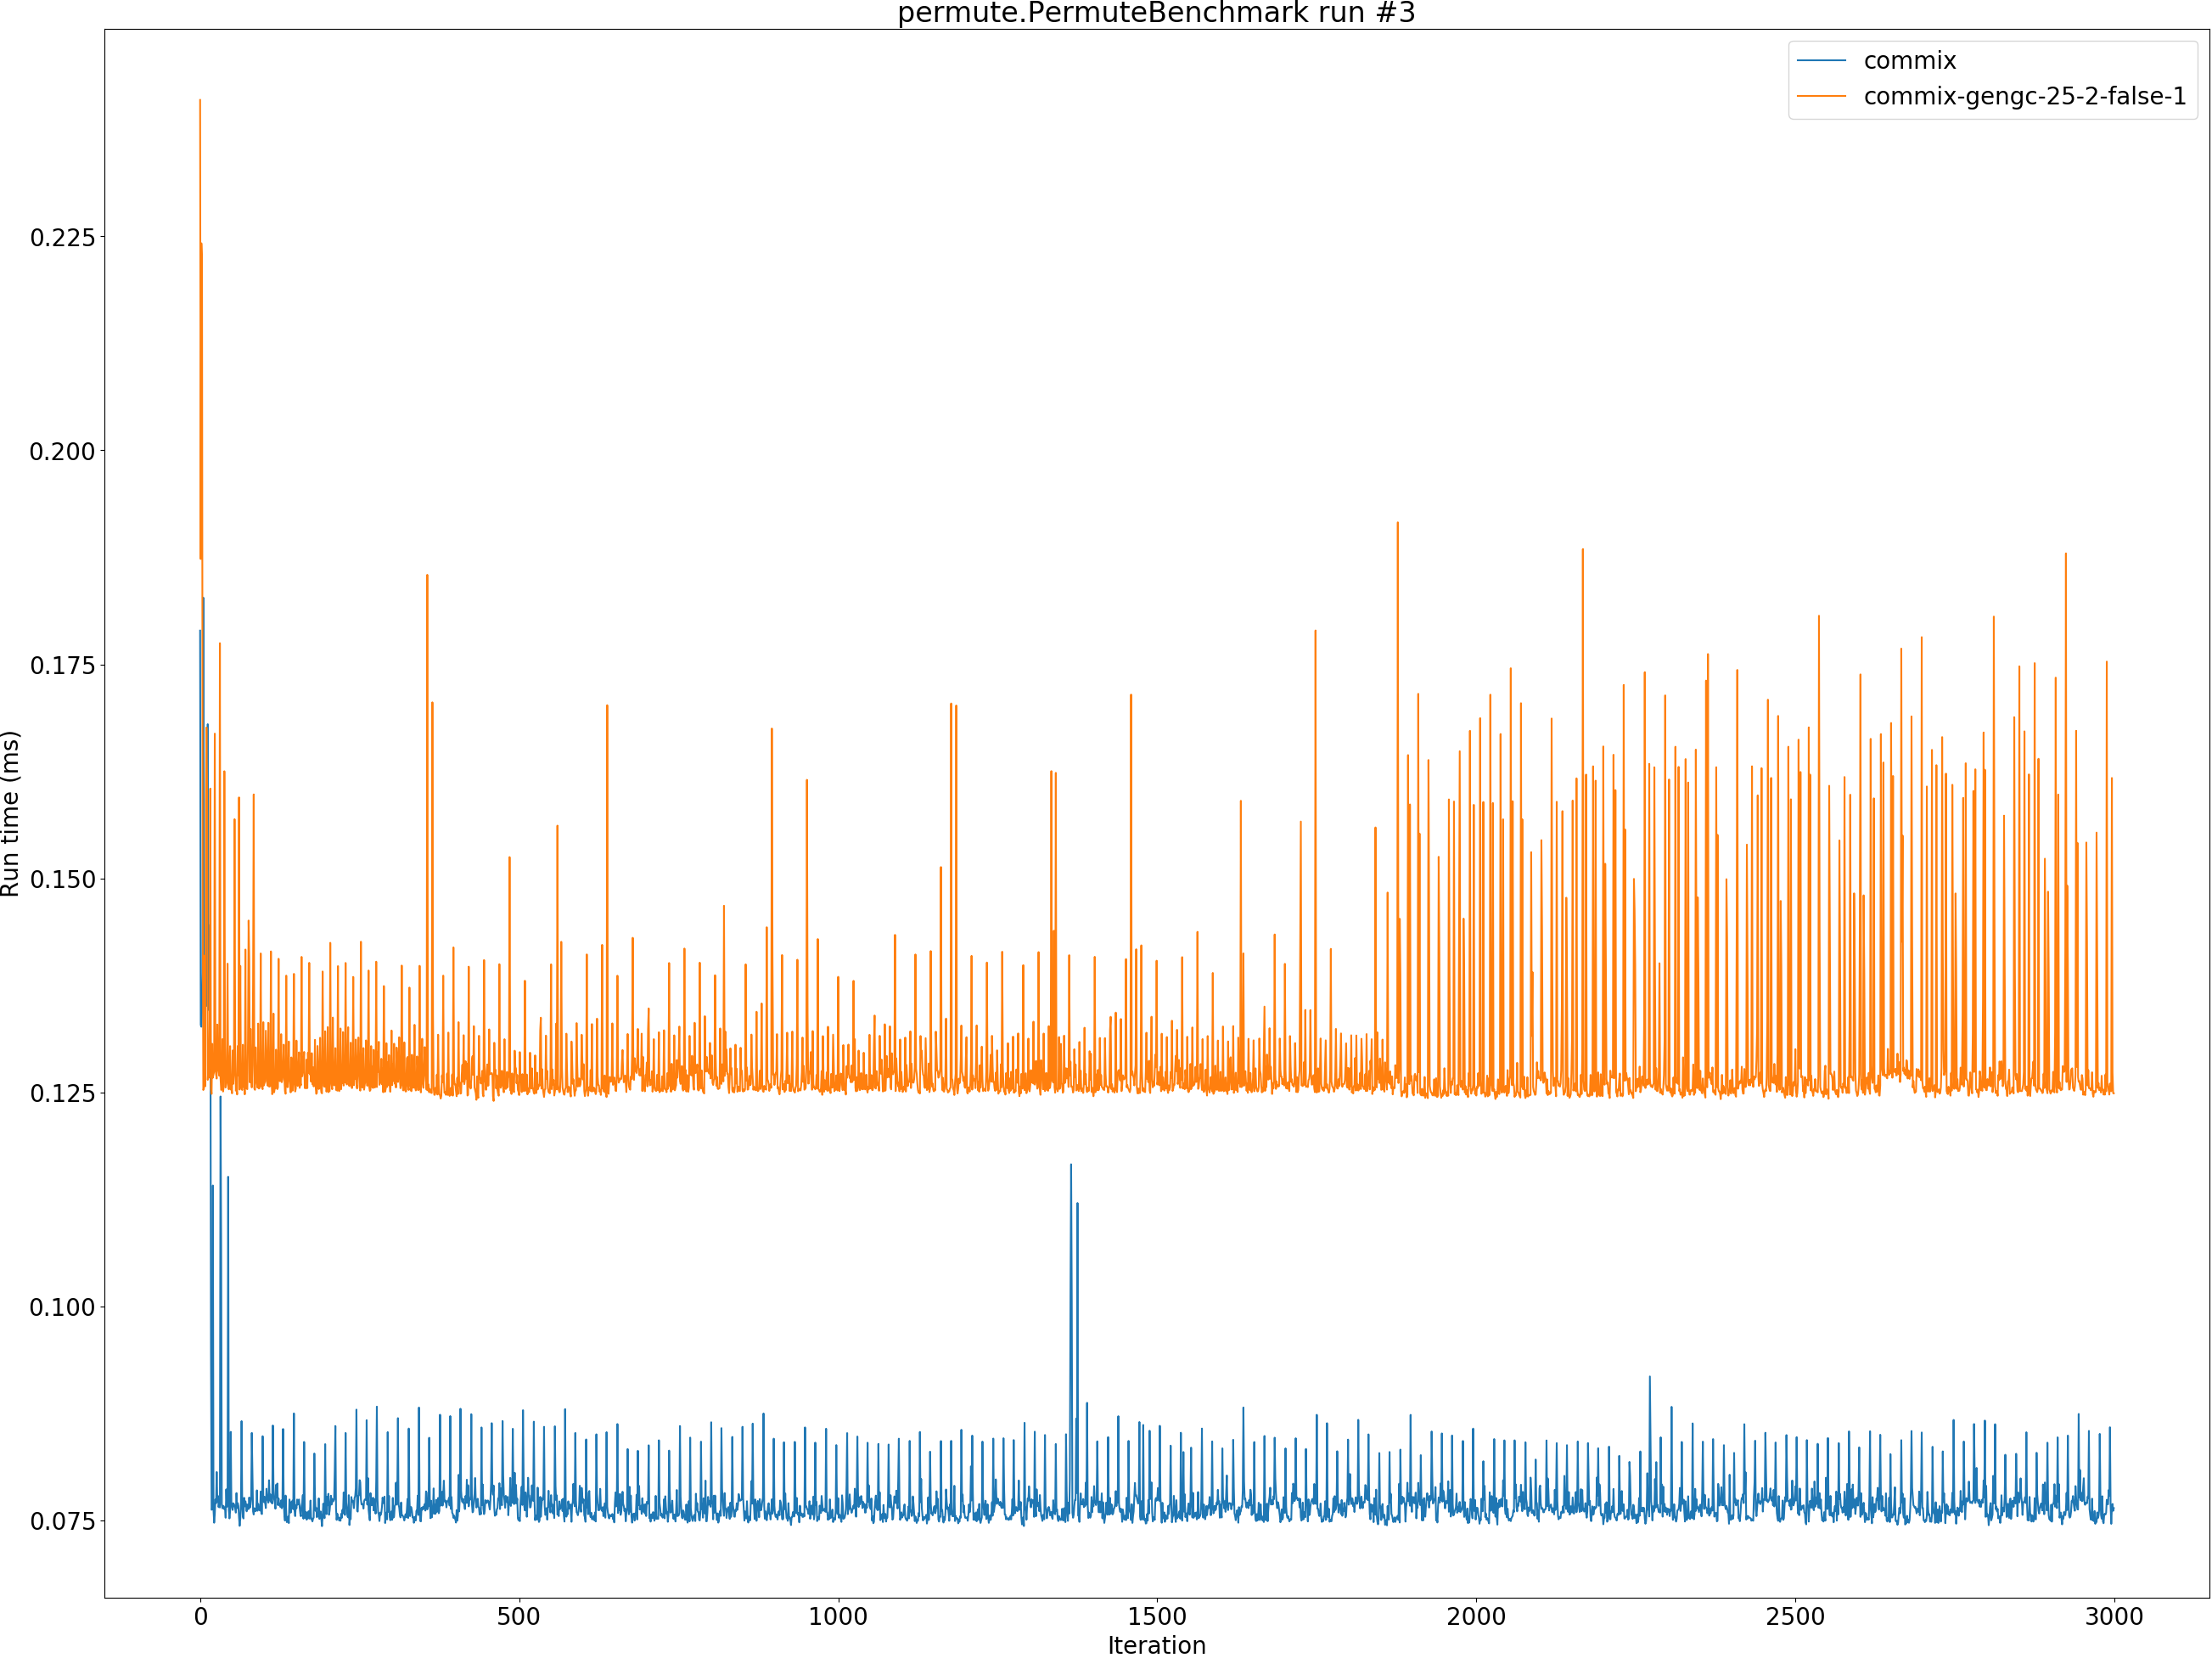 permute.PermuteBenchmark run #3
commix
commix-gengc-25-2-false-1
Run time (ms)
0.225
0.200
0.175
0.150
0.125
0.100
0.075
0 500 1000 1500 2000 2500 3000
Iteration